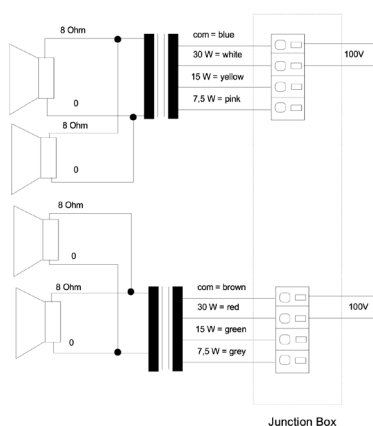 8 Ohm
com = blue
30 W = white
100V
15 W = yellow
0
7,5 W = pink
8 Ohm
0
8 Ohm
0
com = brown
8 Ohm
30 W = red
100V
15 W = green
0
7,5 W = grey
Junction Box